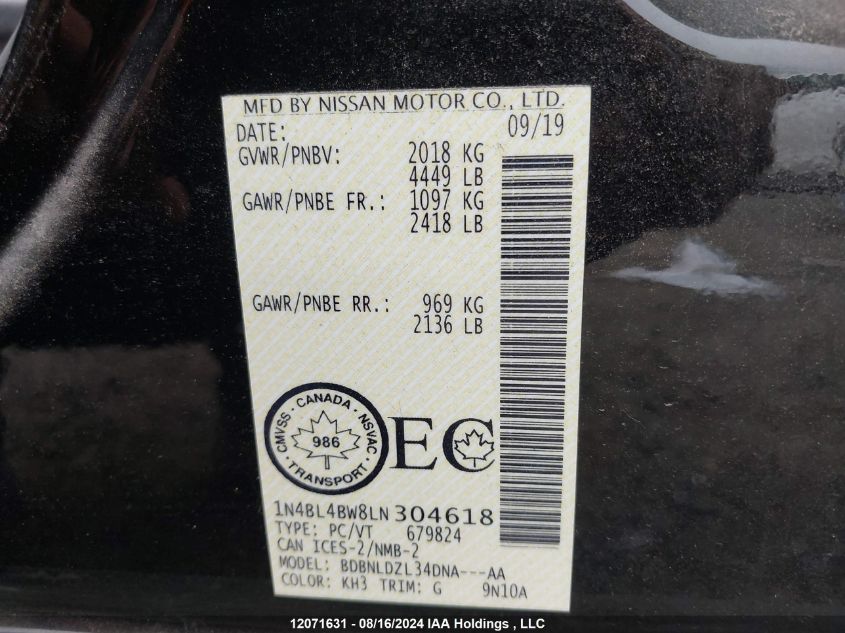 MFD BY NISSAN MOTOR CO., LTD.
DATE: 09/19
GVWR/PNBV: 2018 KG
4449 LB
GAWR/PNBE FR.: 1097 KG
2418 LB
GAWR/PNBE RR.: 969 KG
2136 LB
CMVSS · CANADA · NSVAC
986
TRANSPORT
EC
1N4BL4BW8LN304618
TYPE: PC/VT 679824
CAN ICES-2/NMB-2
MODEL: BDBNLDZL34DNA---AA
COLOR: KH3 TRIM: G 9N10A
12071631 - 08/16/2024 IAA Holdings , LLC